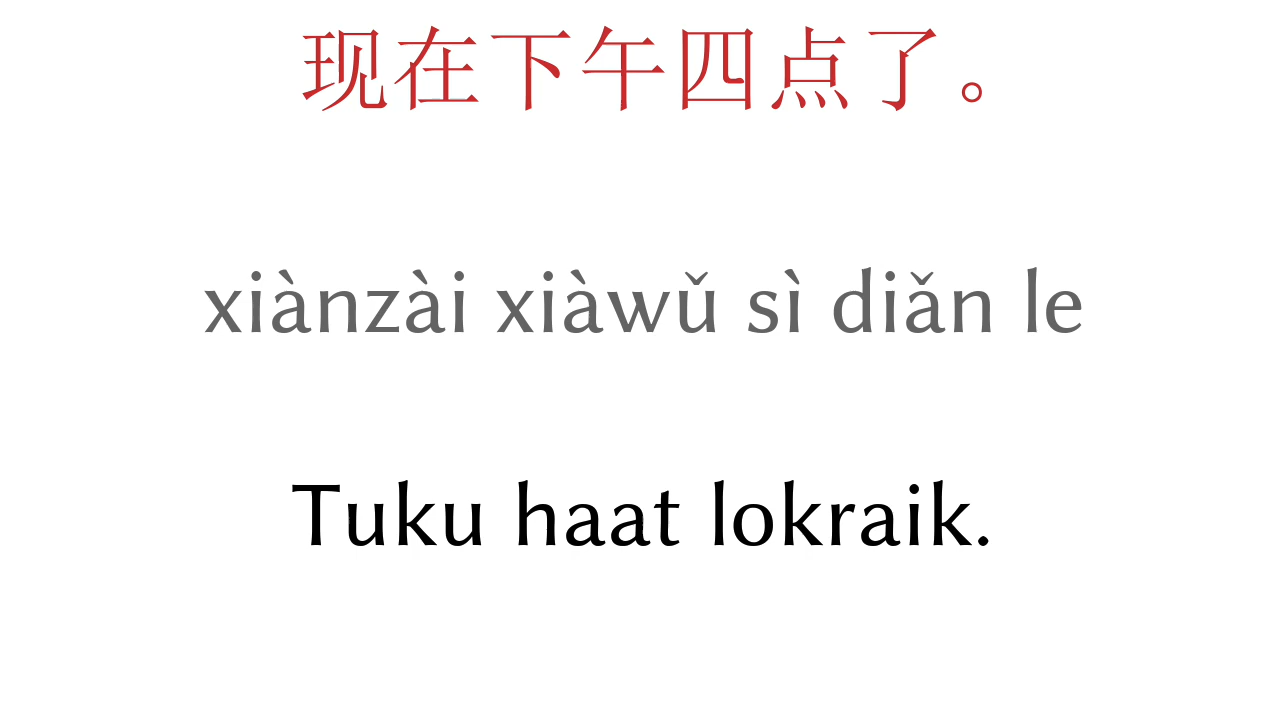 现在下午四点了。
xiànzài xiàwǔ sì diǎn le
Tuku haat lokraik.